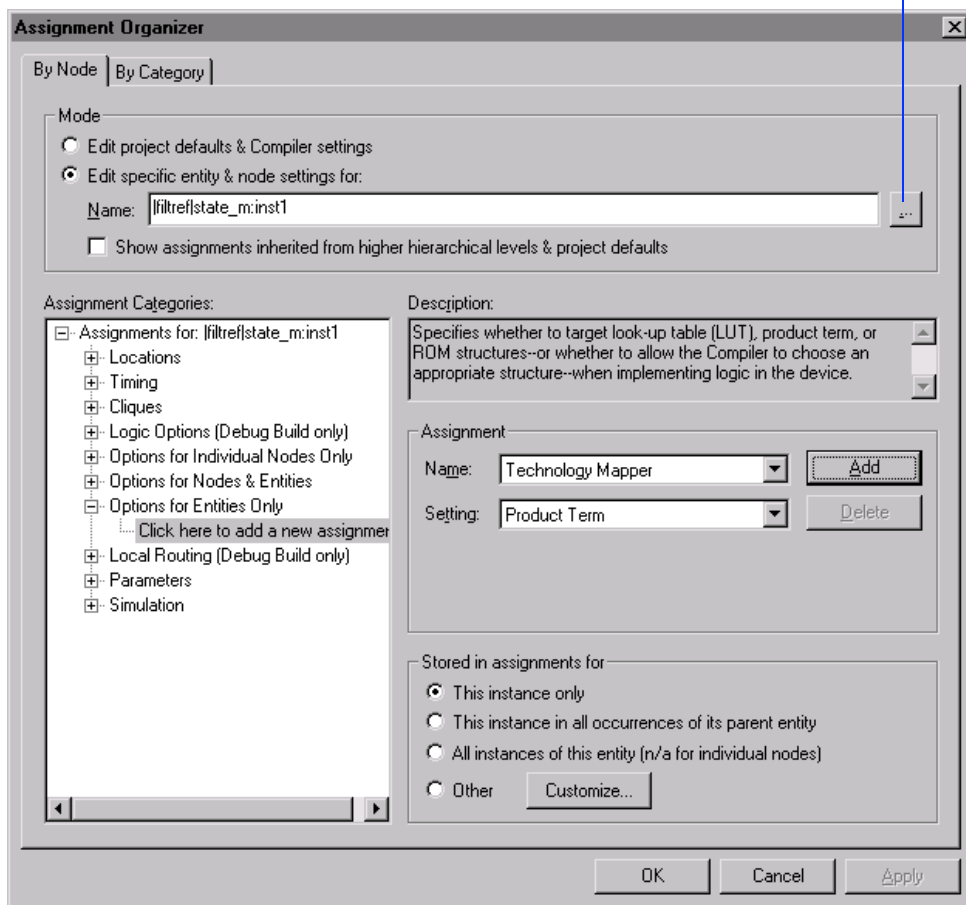 Assignment Organizer
By Node
By Category
Mode
Edit project defaults & Compiler settings
Edit specific entity & node settings for:
Name: |filtref|state_m:inst1
...
Show assignments inherited from higher hierarchical levels & project defaults
Assignment Categories:
Assignments for: |filtref|state_m:inst1
Locations
Timing
Cliques
Logic Options (Debug Build only)
Options for Individual Nodes Only
Options for Nodes & Entities
Options for Entities Only
Click here to add a new assignmen
Local Routing (Debug Build only)
Parameters
Simulation
Description:
Specifies whether to target look-up table (LUT), product term, or
ROM structures--or whether to allow the Compiler to choose an
appropriate structure--when implementing logic in the device.
Assignment
Name: Technology Mapper
Add
Setting: Product Term
Delete
Stored in assignments for
This instance only
This instance in all occurrences of its parent entity
All instances of this entity (n/a for individual nodes)
Other
Customize...
OK
Cancel
Apply